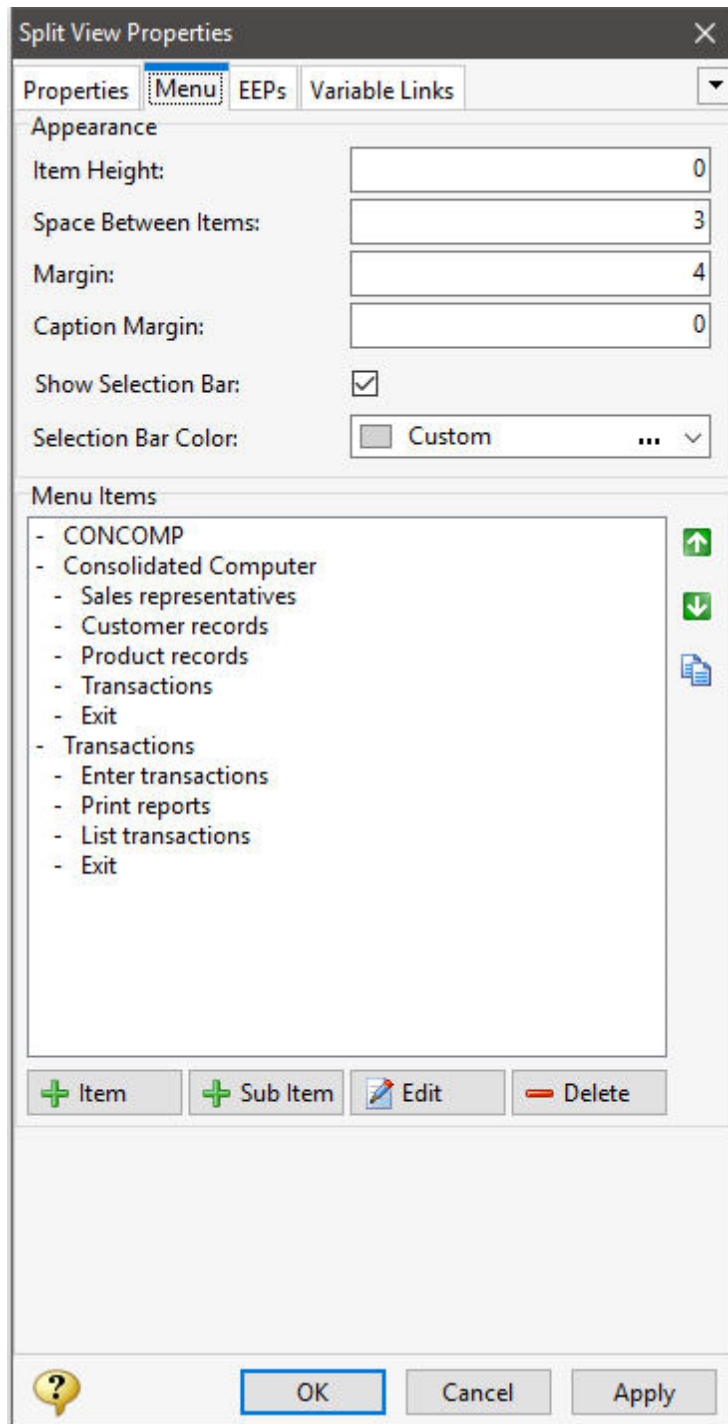 Split View Properties
Properties Menu EEPs Variable Links
Appearance
Item Height: 0
Space Between Items: 3
Margin: 4
Caption Margin: 0
Show Selection Bar:
Selection Bar Color: Custom ...
Menu Items
- CONCOMP
- Consolidated Computer
- Sales representatives
- Customer records
- Product records
- Transactions
- Exit
- Transactions
- Enter transactions
- Print reports
- List transactions
- Exit
Item Sub Item Edit Delete
? OK Cancel Apply